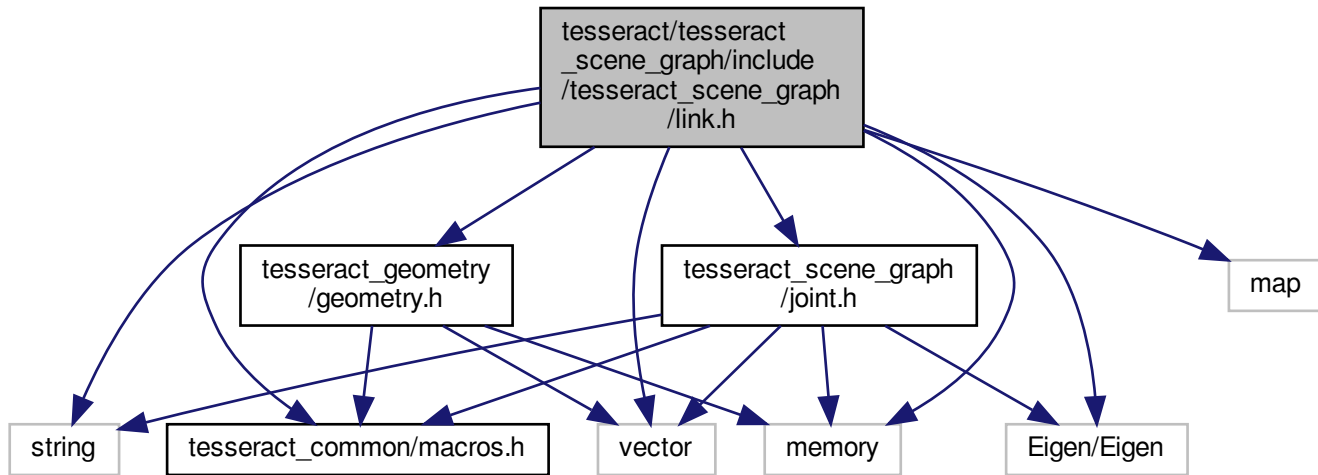 tesseract/tesseract
_scene_graph/include
/tesseract_scene_graph
/link.h
tesseract_geometry
/geometry.h
tesseract_scene_graph
/joint.h
map
string
tesseract_common/macros.h
vector
memory
Eigen/Eigen